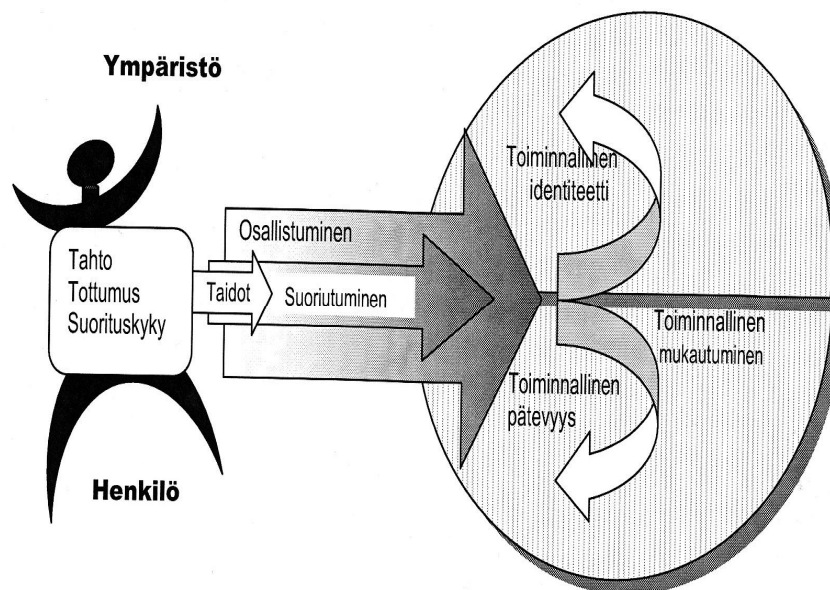 Ympäristö
Toiminnallinen
identiteetti
Osallistuminen
Tahto
Tottumus
Suorituskyky
Taidot
Suoriutuminen
Toiminnallinen
mukautuminen
Toiminnallinen
pätevyys
Henkilö